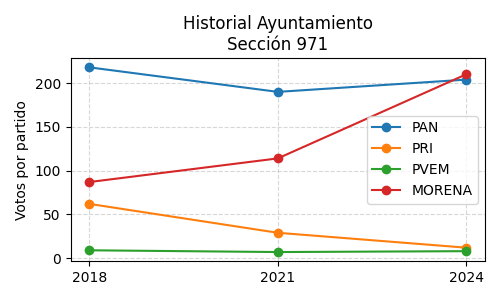 Historial Ayuntamiento
Sección 971
Votos por partido
200
150
100
50
0
PAN
PRI
PVEM
MORENA
2018
2021
2024